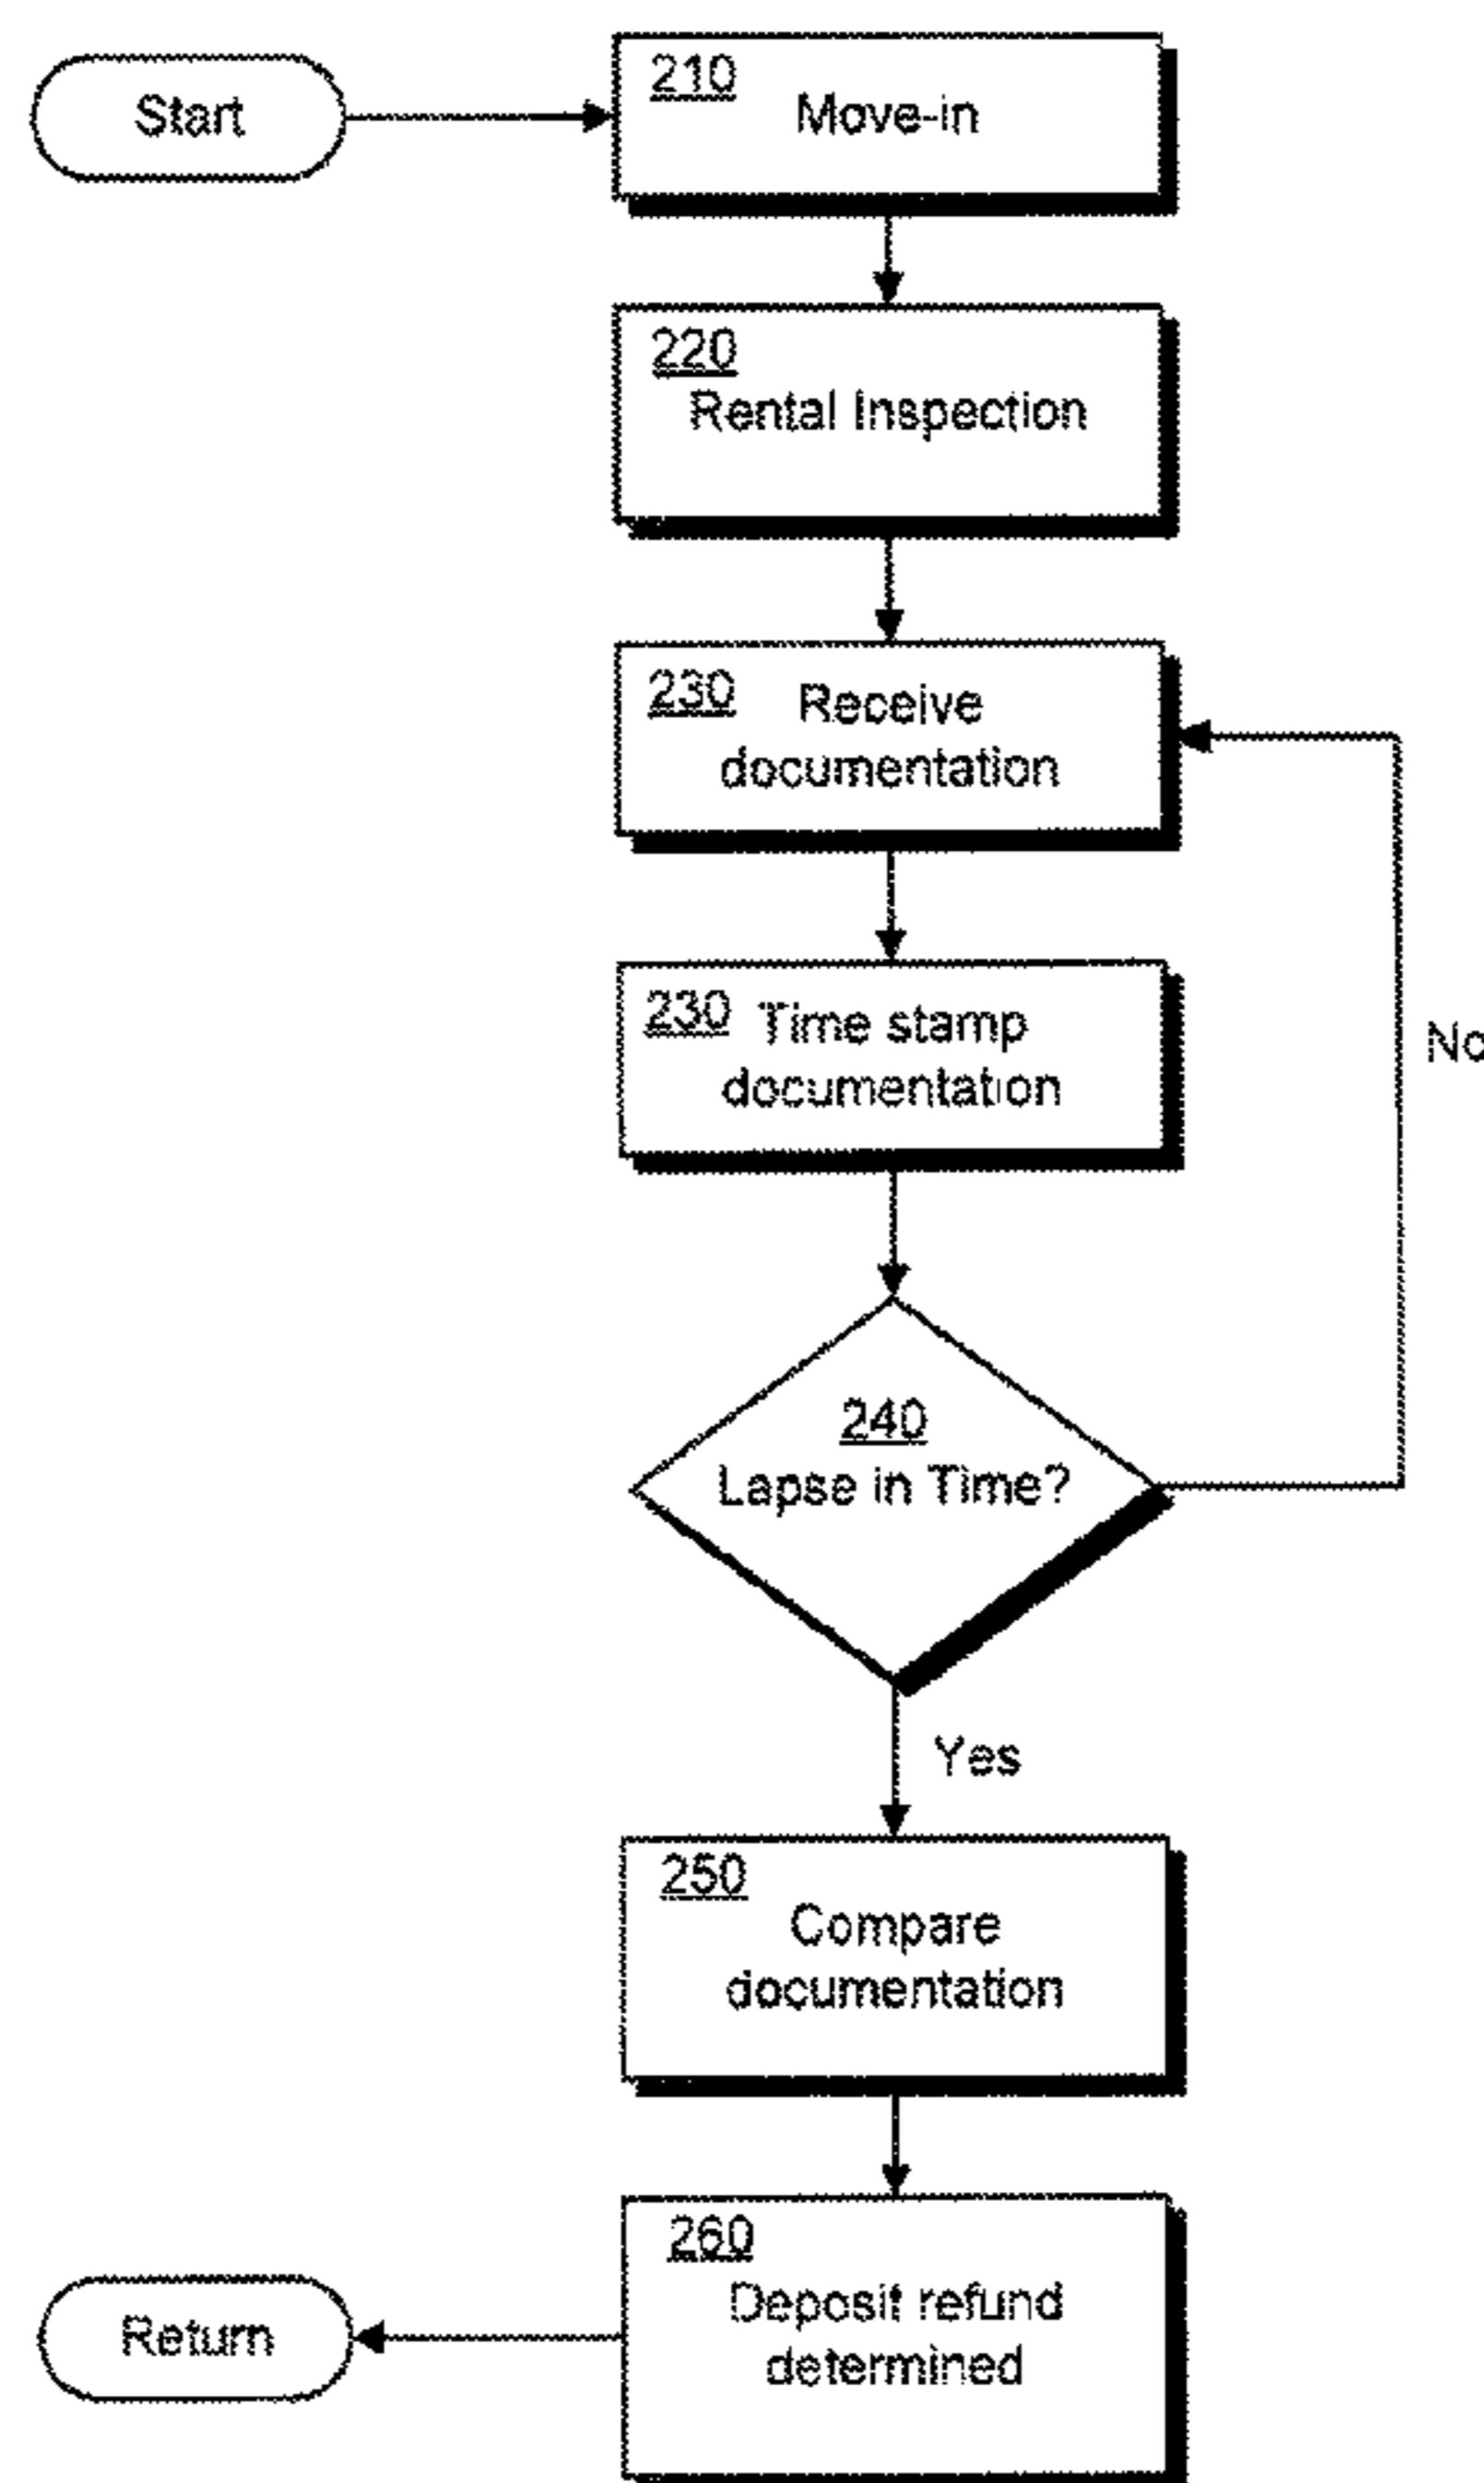 Start
210
Move-in
220
Rental Inspection
230
Receive
documentation
230
Time stamp
documentation
No
240
Lapse in Time?
Yes
250
Compare
documentation
260
Deposit refund
determined
Return